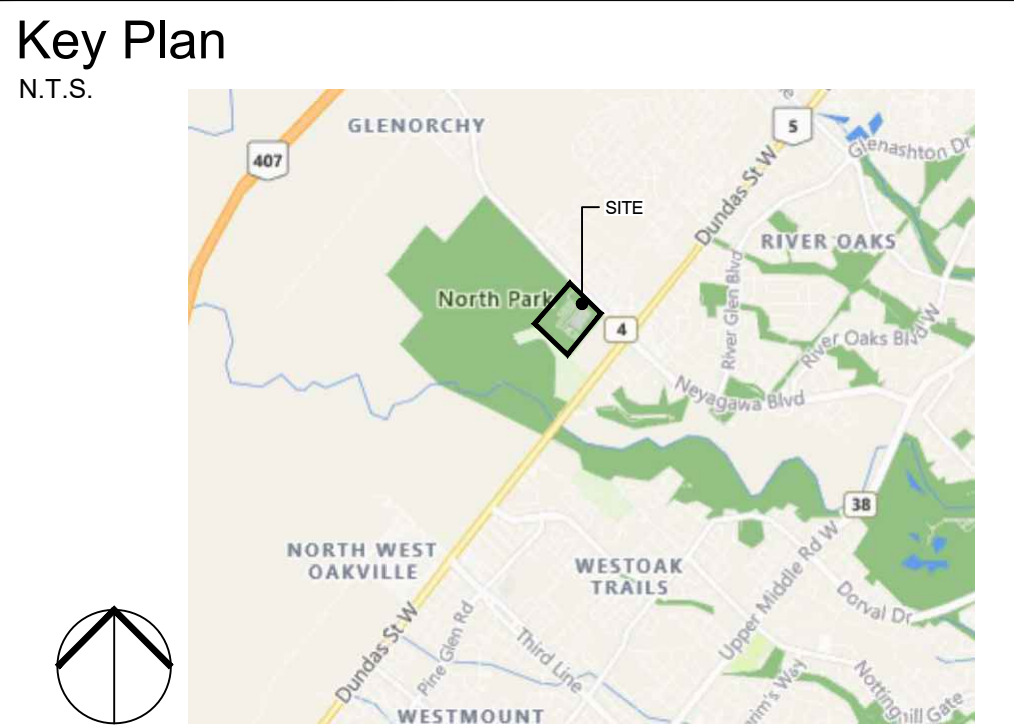 Key Plan
N.T.S.
GLENORCHY
5
407
Glenashton Dr
Dundas St W
SITE
RIVER OAKS
North Park
4
River Glen Blvd
River Oaks Blvd W
Neyagawa Blvd
38
NORTH WEST
OAKVILLE
WESTOAK
TRAILS
Upper Middle Rd W
Dorval Dr
Dundas St W
Pine Glen Rd
Third Line
WESTMOUNT